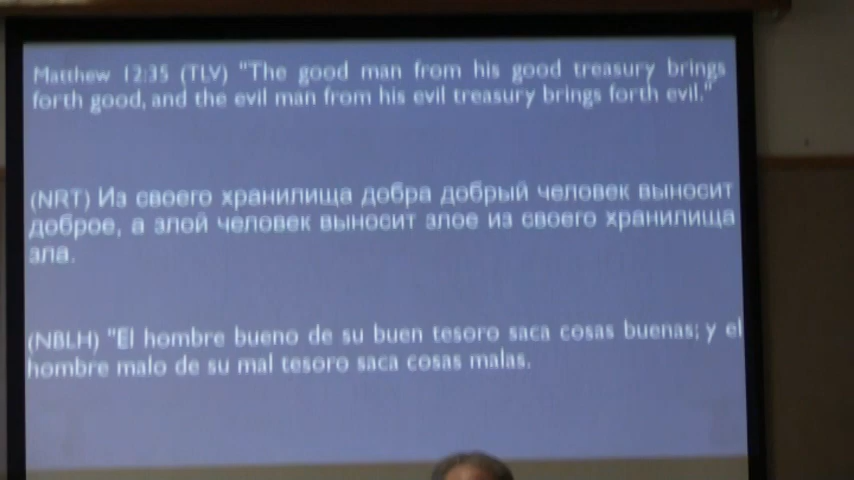 Matthew 12:35 (TLV) "The good man from his good treasury brings
forth good, and the evil man from his evil treasury brings forth evil."
(NRT) Из своего хранилища добра добрый человек выносит
доброе, а злой человек выносит злое из своего хранилища
зла.
(NBLH) "El hombre bueno de su buen tesoro saca cosas buenas; y el
hombre malo de su mal tesoro saca cosas malas.